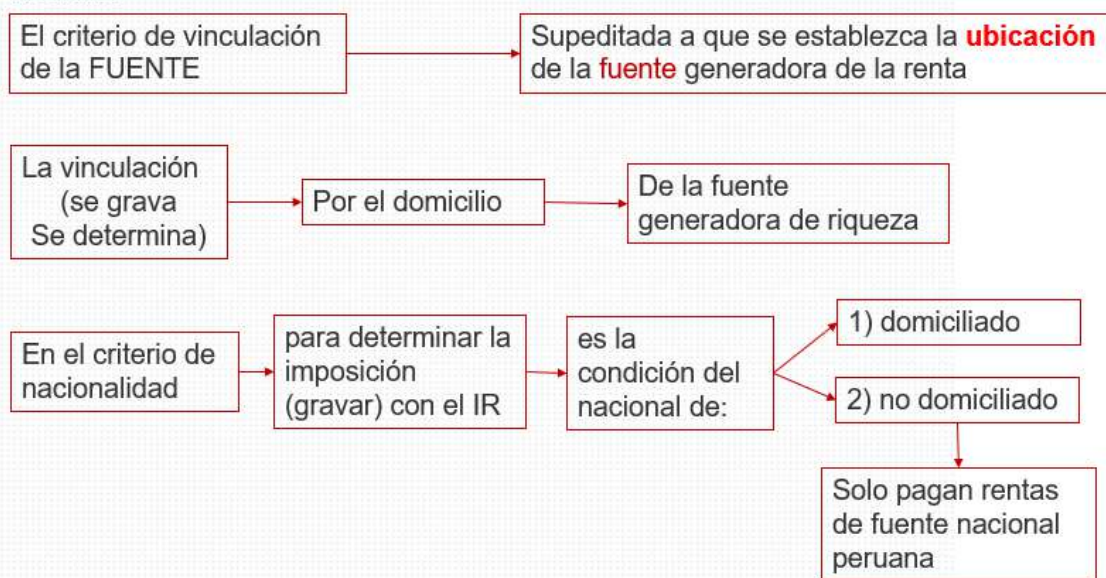 El criterio de vinculación
de la FUENTE
Supeditada a que se establezca la ubicación
de la fuente generadora de la renta
La vinculación
(se grava
Se determina)
Por el domicilio
De la fuente
generadora de riqueza
En el criterio de
nacionalidad
para determinar la
imposición
(gravar) con el IR
es la
condición del
nacional de:
1) domiciliado
2) no domiciliado
Solo pagan rentas
de fuente nacional
peruana